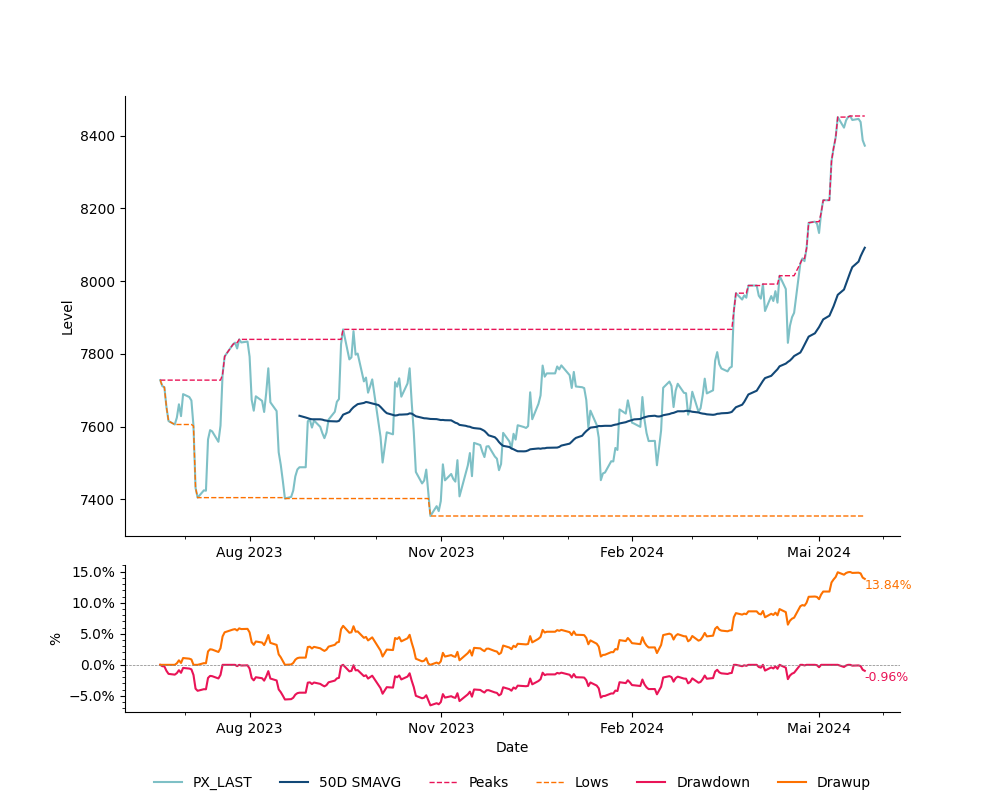 8400
8200
8000
7800
7600
7400
Level
Aug 2023 Nov 2023 Feb 2024 Mai 2024
15.0%
10.0%
5.0%
0.0%
−5.0%
%
13.84%
-0.96%
Aug 2023 Nov 2023 Feb 2024 Mai 2024
Date
PX_LAST 50D SMAVG Peaks Lows Drawdown Drawup